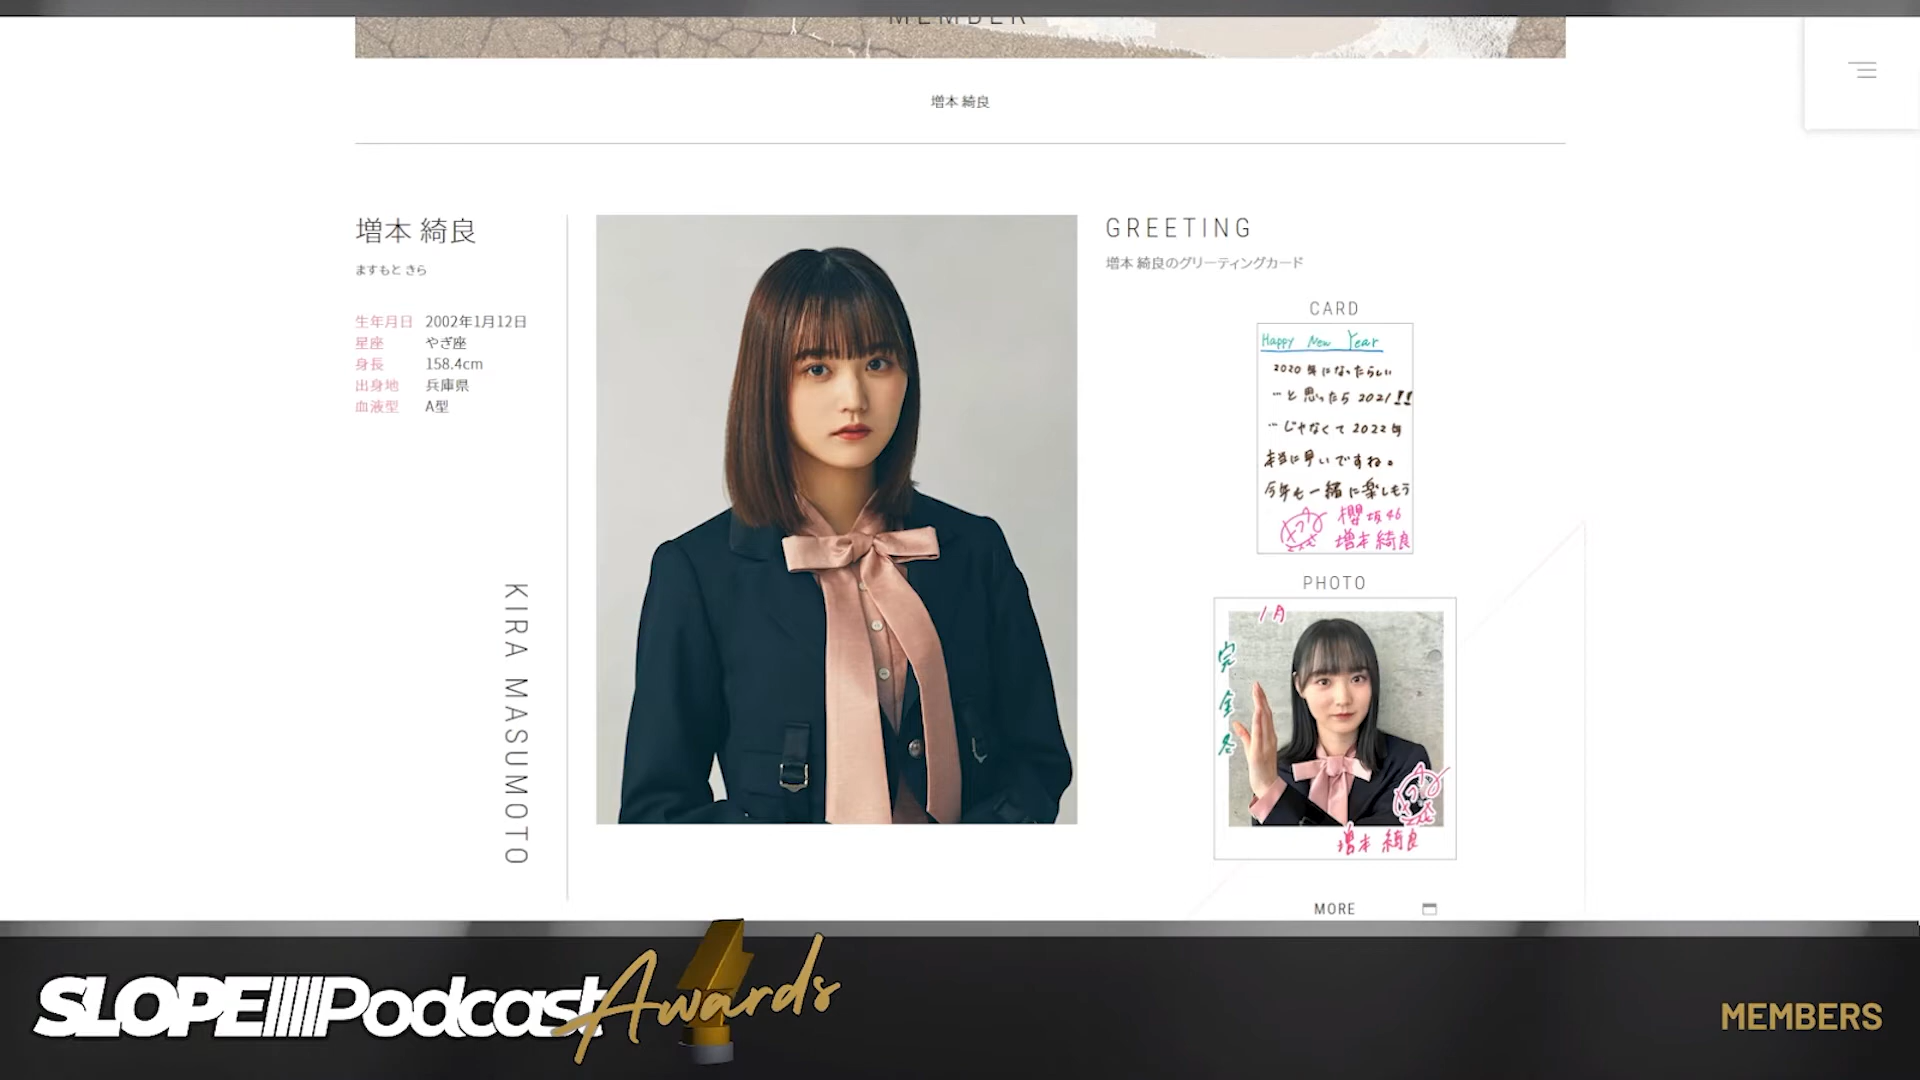 MEMBER
増本 綺良
増本 綺良
ますもと きら
生年月日 2002年1月12日
星座 やぎ座
身長 158.4cm
出身地 兵庫県
血液型 A型
KIRA MASUMOTO
GREETING
増本 綺良のグリーティングカード
CARD
Happy New Year
2020年になったらしい
…と思ったら2021!!
…じゃなくて2022年
本当に早いですね。
今年も一緒に楽しもう
櫻坂46
増本綺良
PHOTO
1月
増本 綺良
MORE
SLOPE Podcast Awards
MEMBERS